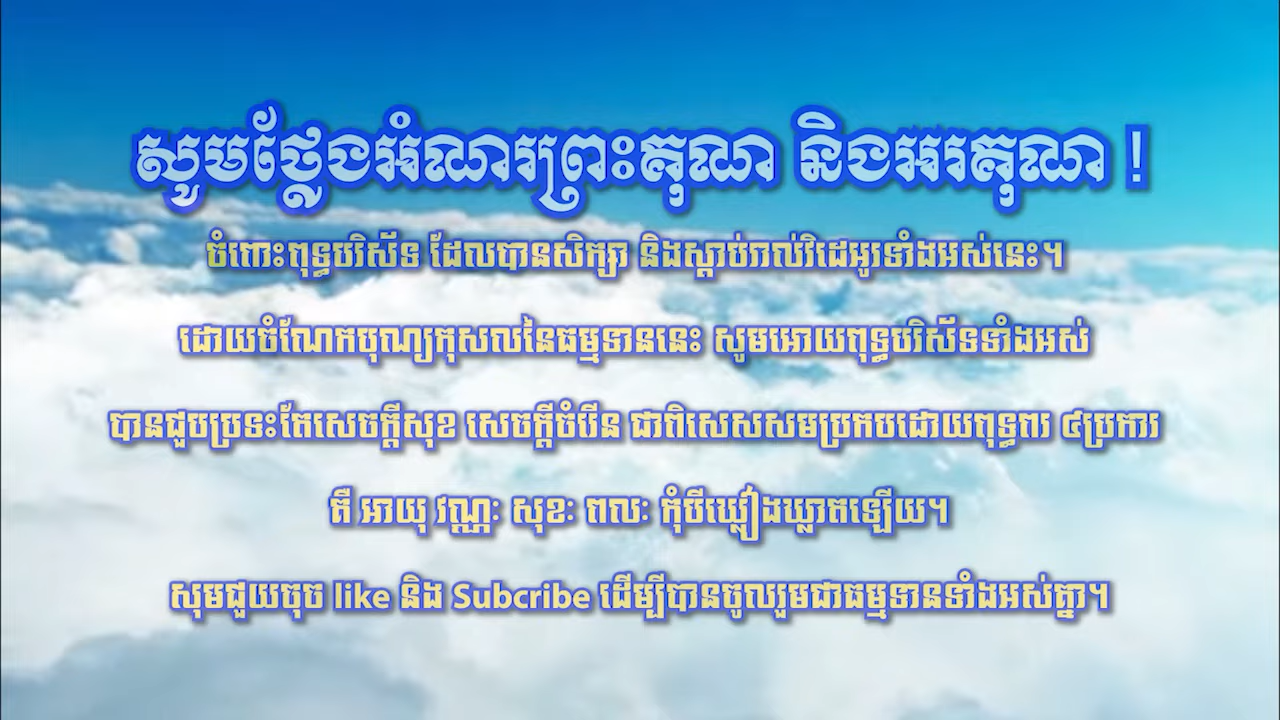 សូមថ្លែងអំណរព្រះគុណ និងអរគុណ !
ចំពោះពុទ្ធបរិស័ទ ដែលបានសិក្សា និងស្តាប់រាល់វិដេអូរទាំងអស់នេះ។
ដោយចំណែកបុណ្យកុសលនៃធម្មទាននេះ សូមអោយពុទ្ធបរិស័ទទាំងអស់
បានជួបប្រទះតែសេចក្តីសុខ សេចក្តីចំរើន ជាពិសេសសមប្រកបដោយពុទ្ធពរ ៤ប្រការ
គឺ អាយុ វណ្ណៈ សុខៈ ពលៈ កុំបីឃ្លៀងឃ្លាតឡើយ។
សុមជួយចុច like និង Subcribe ដើម្បីបានចូលរួមជាធម្មទានទាំងអស់គ្នា។